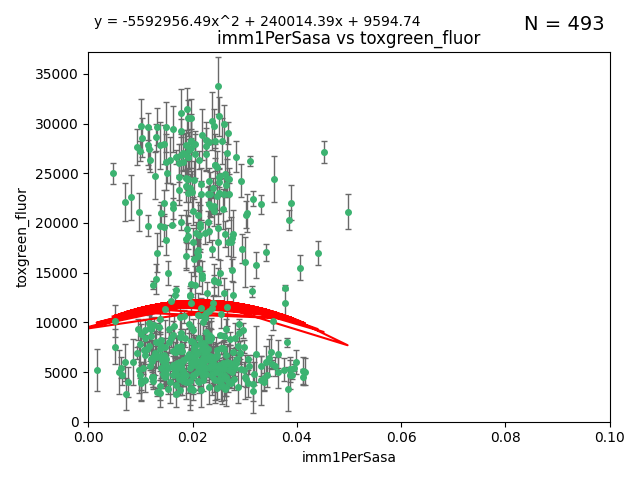 y = -5592956.49x^2 + 240014.39x + 9594.74
N = 493
imm1PerSasa vs toxgreen_fluor
toxgreen_fluor
35000
30000
25000
20000
15000
10000
5000
0
0.00 0.02 0.04 0.06 0.08 0.10
imm1PerSasa